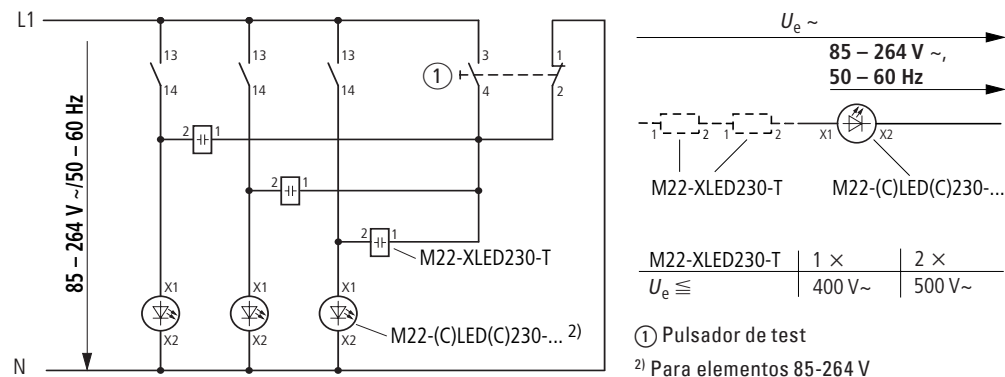 L1
13
13
13
3
1
14
14
14
4
2
1
2 1
2 1
2 1
M22-XLED230-T
85 – 264 V ~/50 – 60 Hz
X1
X1
X1
X2
X2
X2
M22-(C)LED(C)230-... 2)
N
Ue ~
85 – 264 V ~,
50 – 60 Hz
1 2 1 2 X1 X2
M22-XLED230-T M22-(C)LED(C)230-...
M22-XLED230-T 1 × 2 ×
Ue ≦ 400 V~ 500 V~
1 Pulsador de test
2) Para elementos 85-264 V